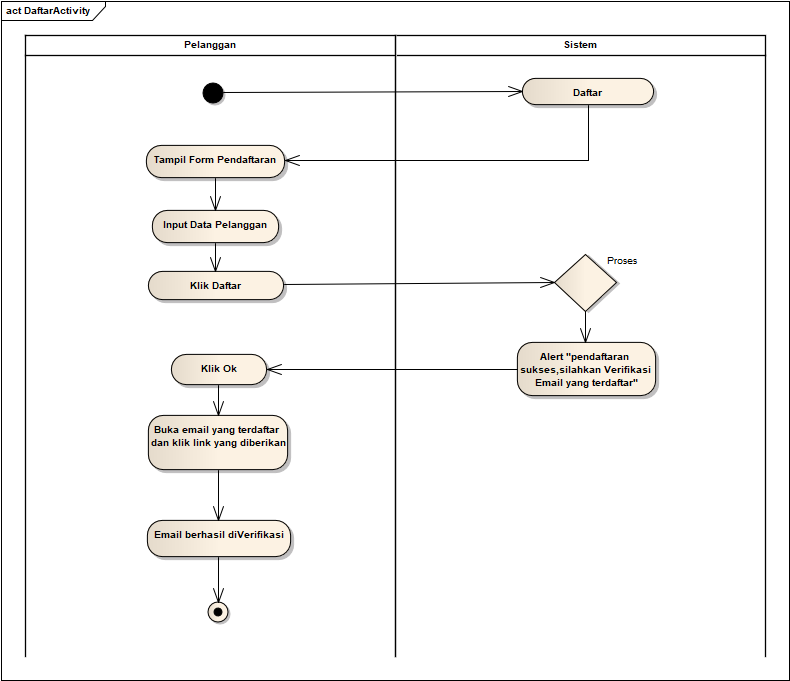 act DaftarActivity
Pelanggan
Sistem
Daftar
Tampil Form Pendaftaran
Input Data Pelanggan
Klik Daftar
Proses
Alert "pendaftaran
sukses,silahkan Verifikasi
Email yang terdaftar"
Klik Ok
Buka email yang terdaftar
dan klik link yang diberikan
Email berhasil diVerifikasi